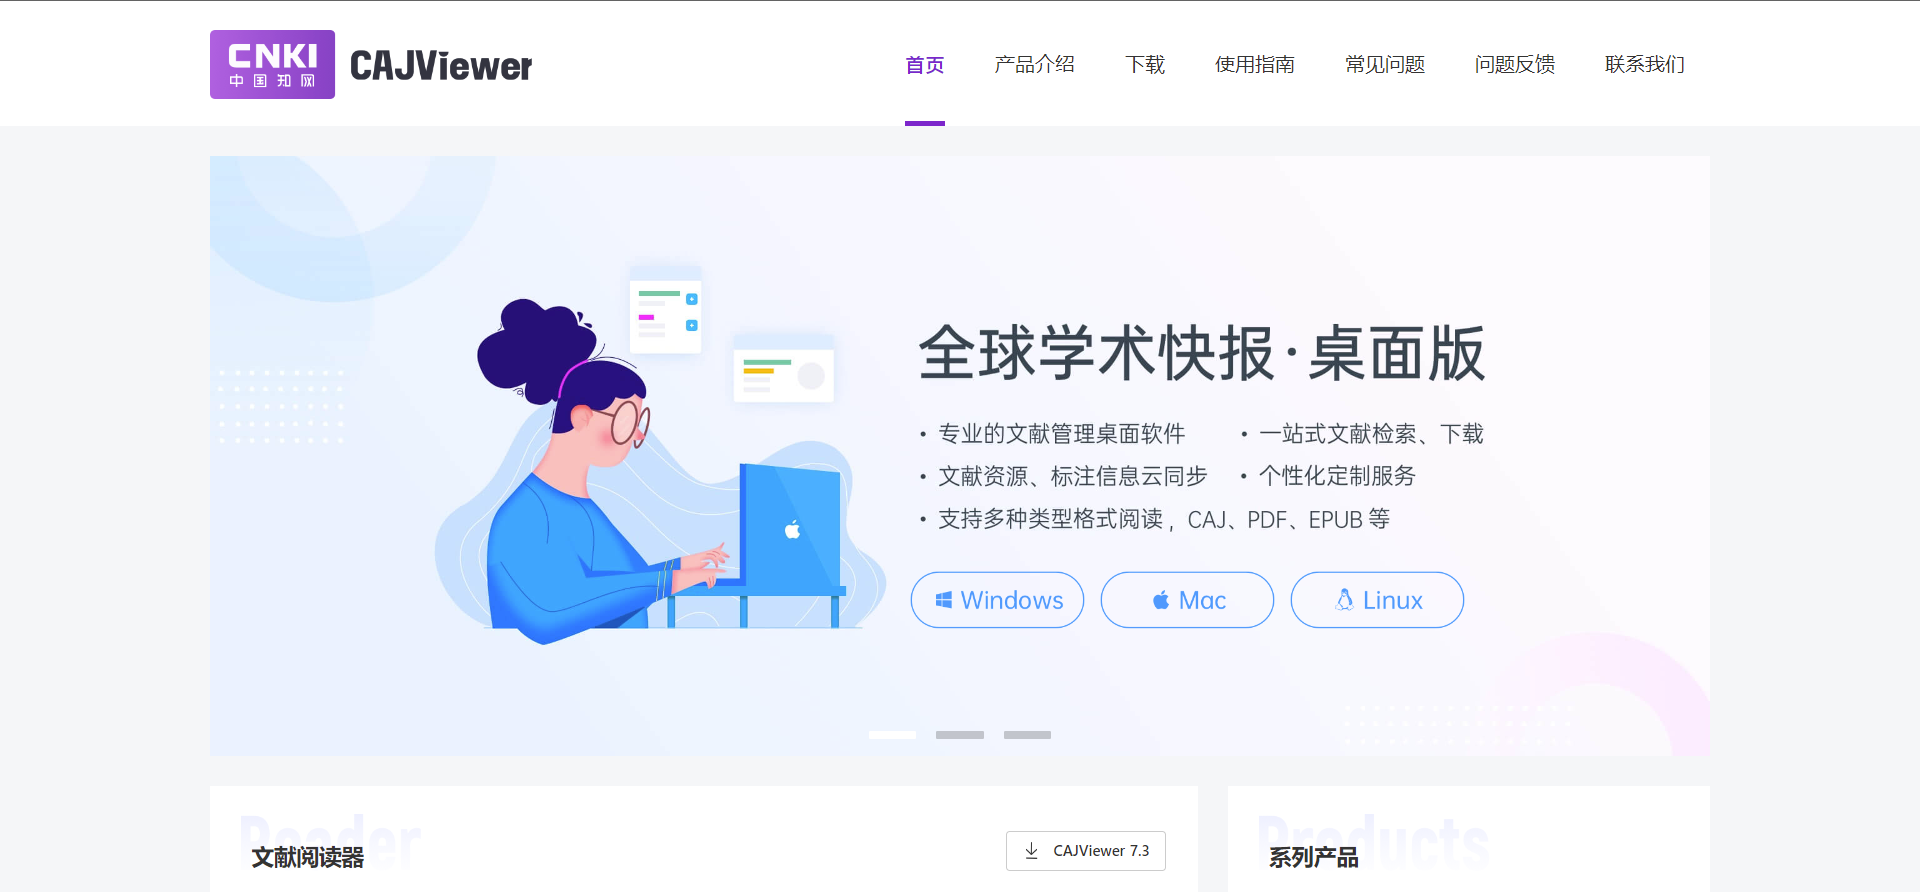 CNKI
中国知网
CAJViewer
首页 产品介绍 下载 使用指南 常见问题 问题反馈 联系我们
全球学术快报·桌面版
• 专业的文献管理桌面软件 • 一站式文献检索、下载
• 文献资源、标注信息云同步 • 个性化定制服务
• 支持多种类型格式阅读，CAJ、PDF、EPUB 等
Windows Mac Linux
Reader
文献阅读器
CAJViewer 7.3
Products
系列产品